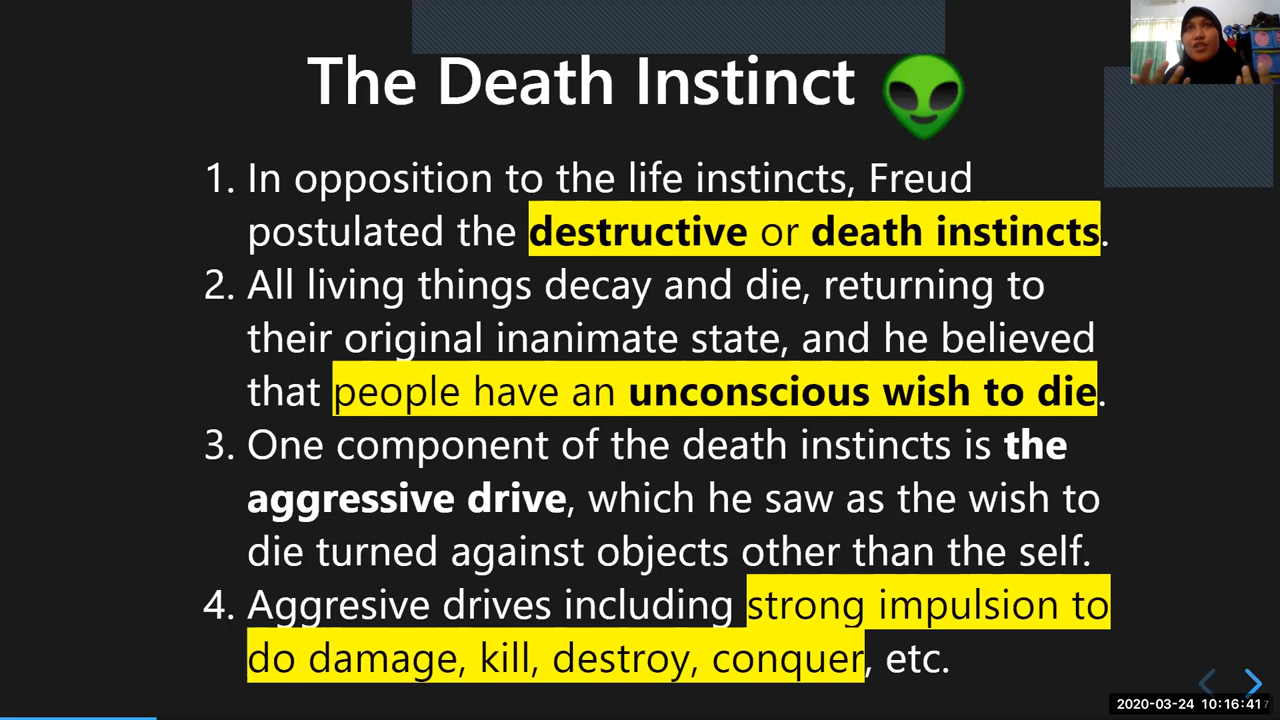 The Death Instinct
1. In opposition to the life instincts, Freud
postulated the destructive or death instincts.
2. All living things decay and die, returning to
their original inanimate state, and he believed
that people have an unconscious wish to die.
3. One component of the death instincts is the
aggressive drive, which he saw as the wish to
die turned against objects other than the self.
4. Aggresive drives including strong impulsion to
do damage, kill, destroy, conquer, etc.
2020-03-24 10:16:41